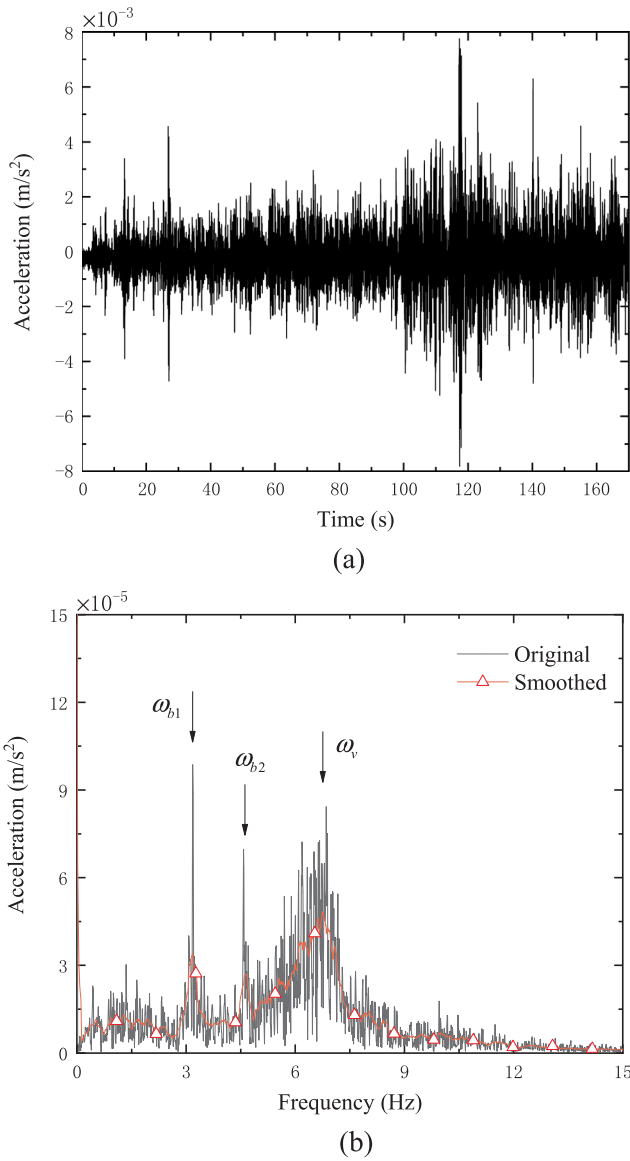 ×10⁻³
8
6
4
2
0
−2
−4
−6
−8
Acceleration (m/s²)
0 20 40 60 80 100 120 140 160
Time (s)
(a)
×10⁻⁵
15
12
9
6
3
0
Acceleration (m/s²)
Original
Smoothed
ω_b1
ω_b2
ω_v
0 3 6 9 12 15
Frequency (Hz)
(b)